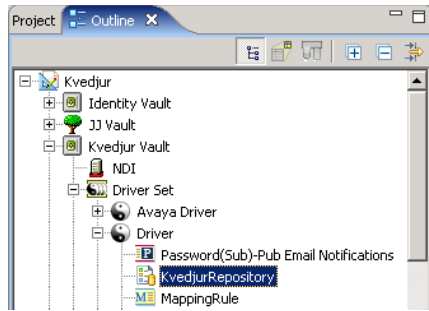 Project Outline
Kvedjur
Identity Vault
JJ Vault
Kvedjur Vault
NDI
Driver Set
Avaya Driver
Driver
Password(Sub)-Pub Email Notifications
KvedjurRepository
MappingRule